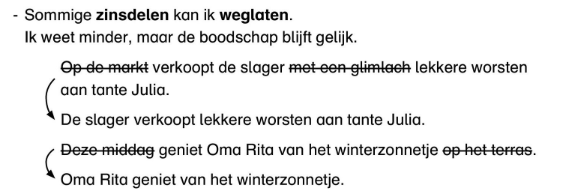 - Sommige zinsdelen kan ik weglaten.
Ik weet minder, maar de boodschap blijft gelijk.
Op de markt verkoopt de slager met een glimlach lekkere worsten
aan tante Julia.
De slager verkoopt lekkere worsten aan tante Julia.
Deze middag geniet Oma Rita van het winterzonnetje op het terras.
Oma Rita geniet van het winterzonnetje.